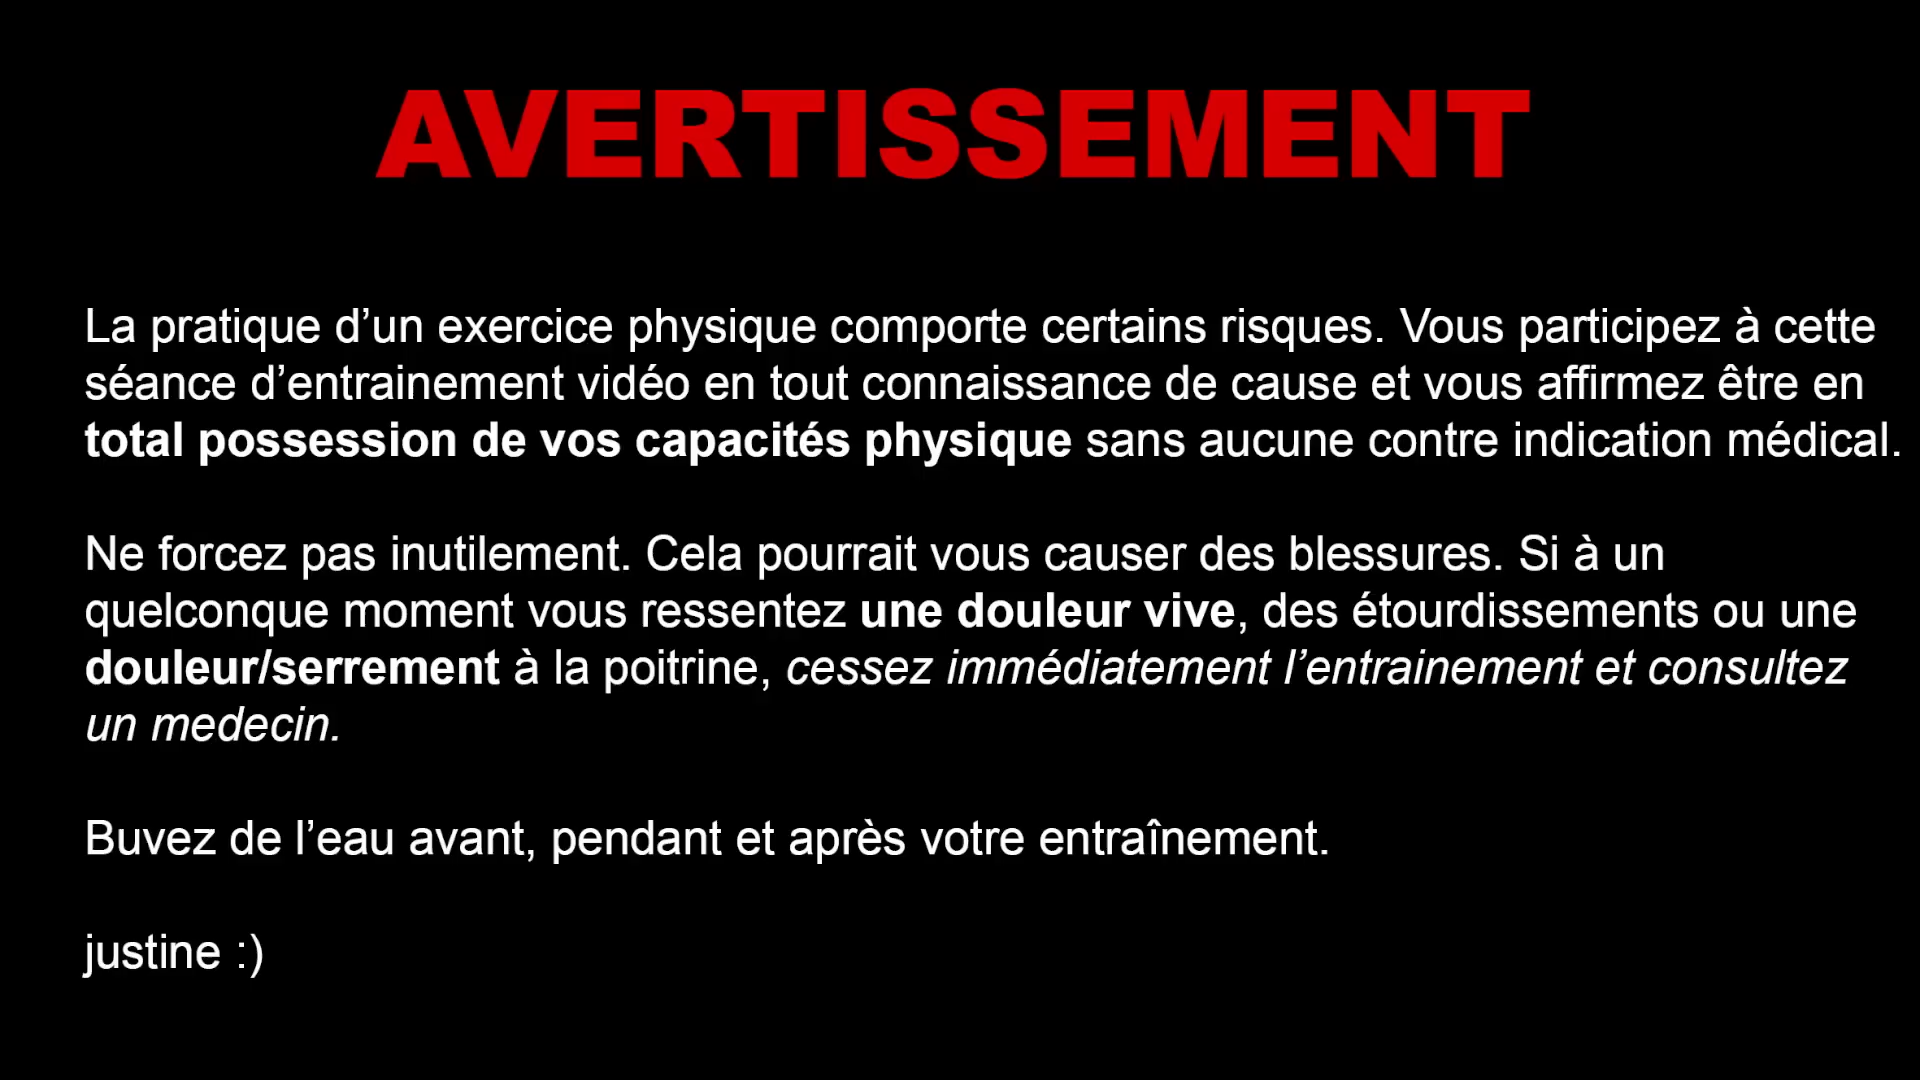 AVERTISSEMENT
La pratique d’un exercice physique comporte certains risques. Vous participez à cette
séance d’entrainement vidéo en tout connaissance de cause et vous affirmez être en
total possession de vos capacités physique sans aucune contre indication médical.
Ne forcez pas inutilement. Cela pourrait vous causer des blessures. Si à un
quelconque moment vous ressentez une douleur vive, des étourdissements ou une
douleur/serrement à la poitrine, cessez immédiatement l’entrainement et consultez
un medecin.
Buvez de l’eau avant, pendant et après votre entraînement.
justine :)